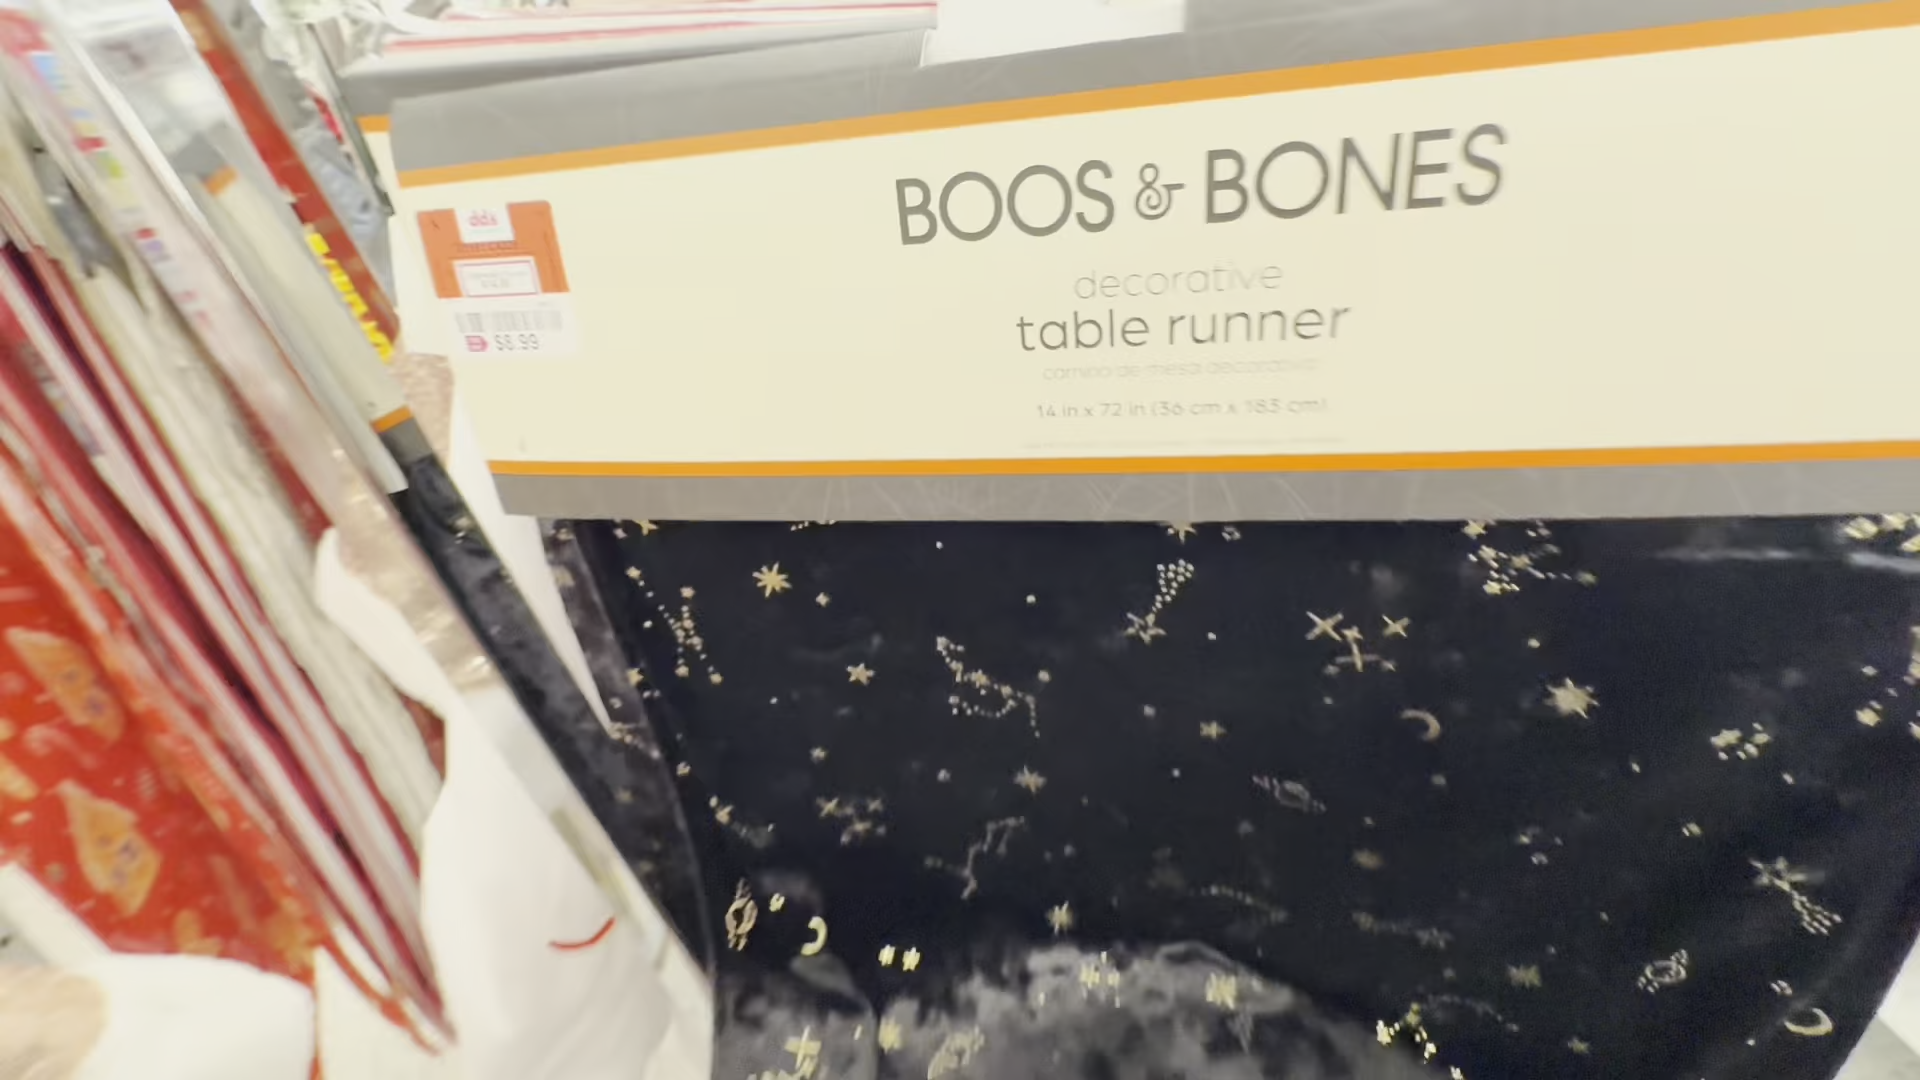 BOOS & BONES
dd's
decorative
table runner
camino de mesa decorativo
14 in x 72 in (36 cm x 183 cm)
$8.99